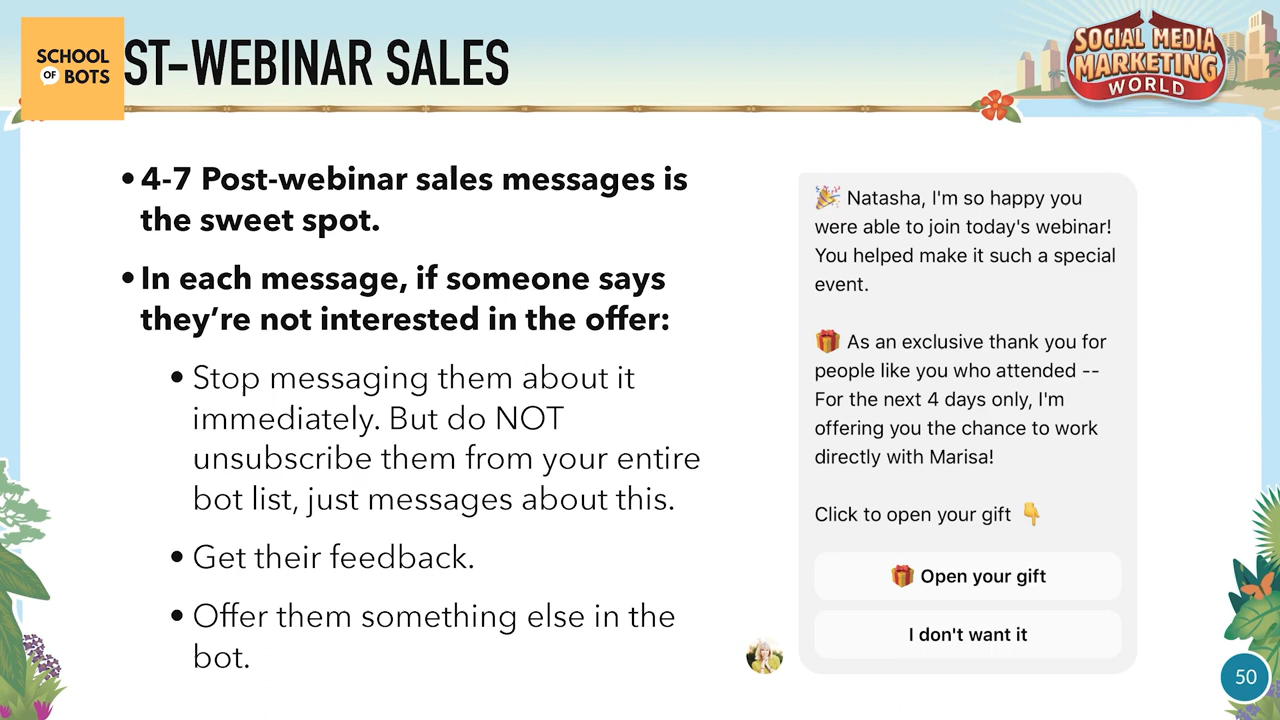 SCHOOL
OF BOTS
ST-WEBINAR SALES
SOCIAL MEDIA
MARKETING
WORLD
• 4-7 Post-webinar sales messages is
the sweet spot.
• In each message, if someone says
they’re not interested in the offer:
• Stop messaging them about it
immediately. But do NOT
unsubscribe them from your entire
bot list, just messages about this.
• Get their feedback.
• Offer them something else in the
bot.
🎉 Natasha, I'm so happy you
were able to join today's webinar!
You helped make it such a special
event.
🎁 As an exclusive thank you for
people like you who attended --
For the next 4 days only, I'm
offering you the chance to work
directly with Marisa!
Click to open your gift 👇
🎁 Open your gift
I don't want it
50